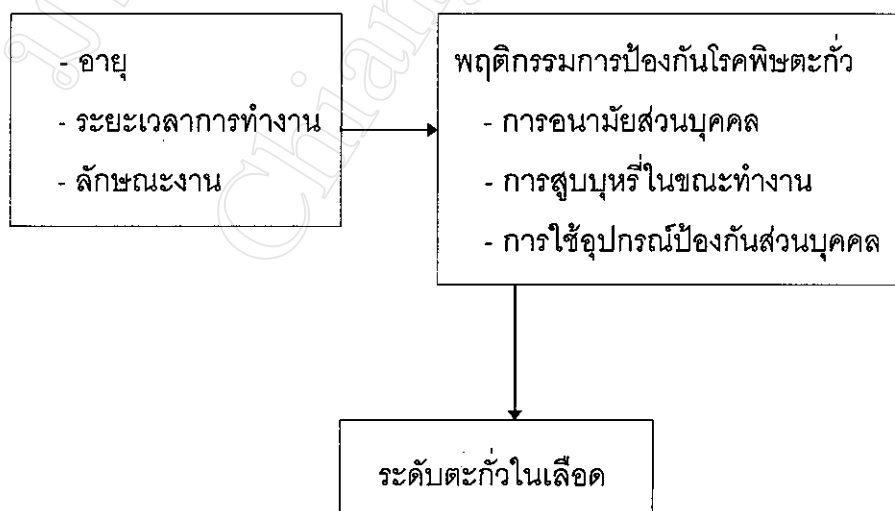 - อายุ
- ระยะเวลาการทำงาน
- ลักษณะงาน
พฤติกรรมการป้องกันโรคพิษตะกั่ว
- การอนามัยส่วนบุคคล
- การสูบบุหรี่ในขณะทำงาน
- การใช้อุปกรณ์ป้องกันส่วนบุคคล
ระดับตะกั่วในเลือด
Chiang